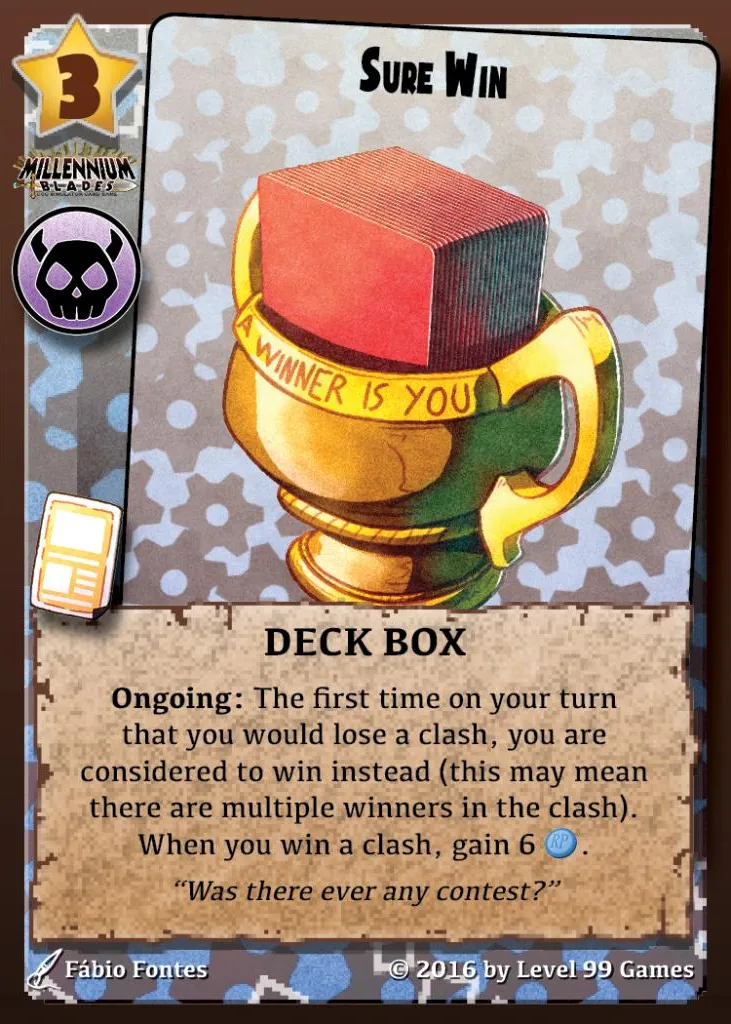 3
SURE WIN
MILLENNIUM
BLADES
A WINNER IS YOU
DECK BOX
Ongoing: The first time on your turn
that you would lose a clash, you are
considered to win instead (this may mean
there are multiple winners in the clash).
When you win a clash, gain 6 RP.
“Was there ever any contest?”
Fábio Fontes
© 2016 by Level 99 Games